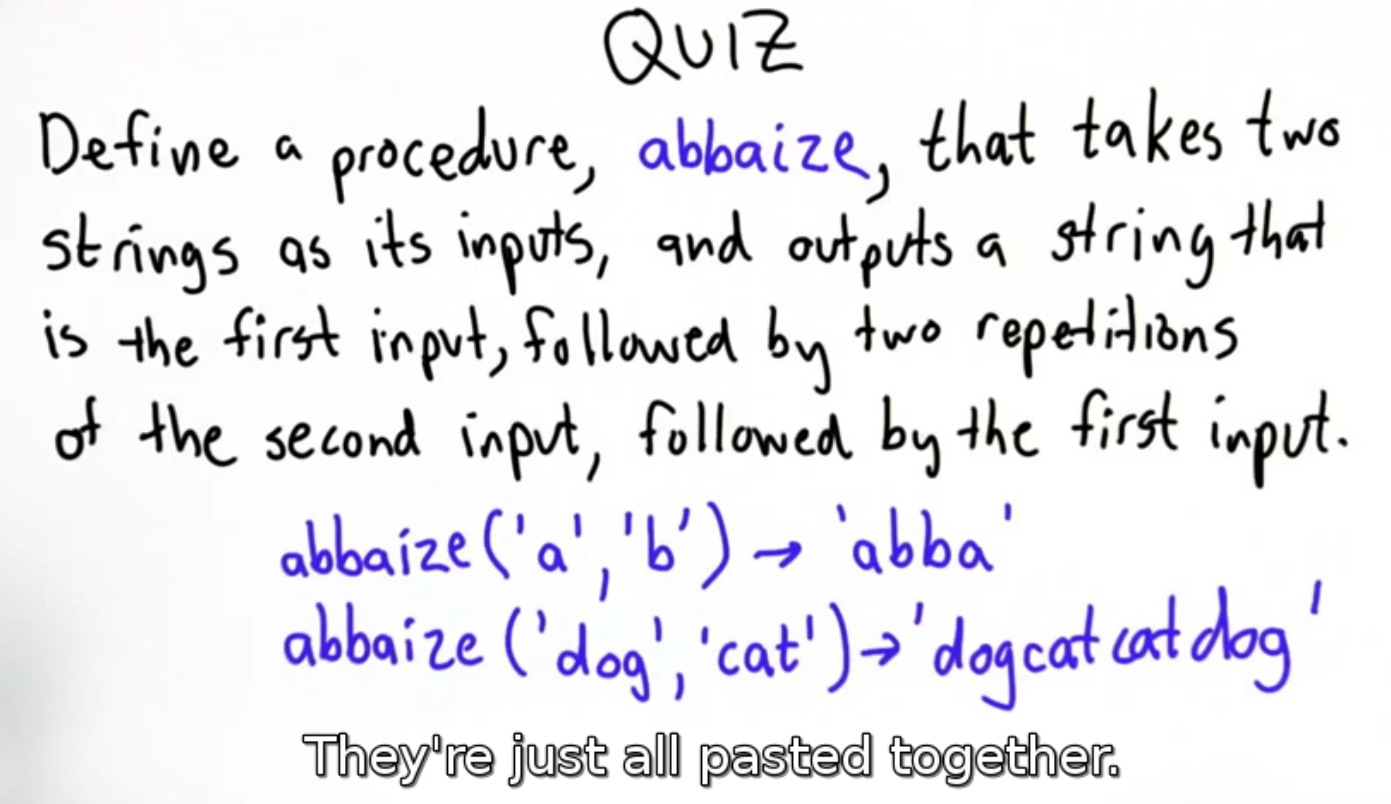 QUIZ
Define a procedure, abbaize, that takes two
strings as its inputs, and outputs a string that
is the first input, followed by two repetitions
of the second input, followed by the first input.
abbaize('a','b') → 'abba'
abbaize ('dog','cat')→'dogcatcatdog'
They're just all pasted together.